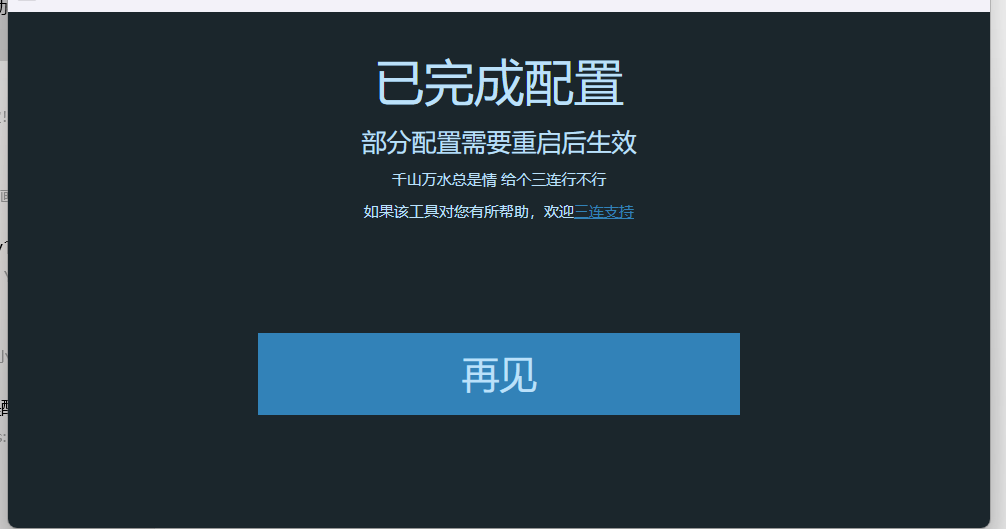 已完成配置
部分配置需要重启后生效
千山万水总是情 给个三连行不行
如果该工具对您有所帮助，欢迎三连支持
再见